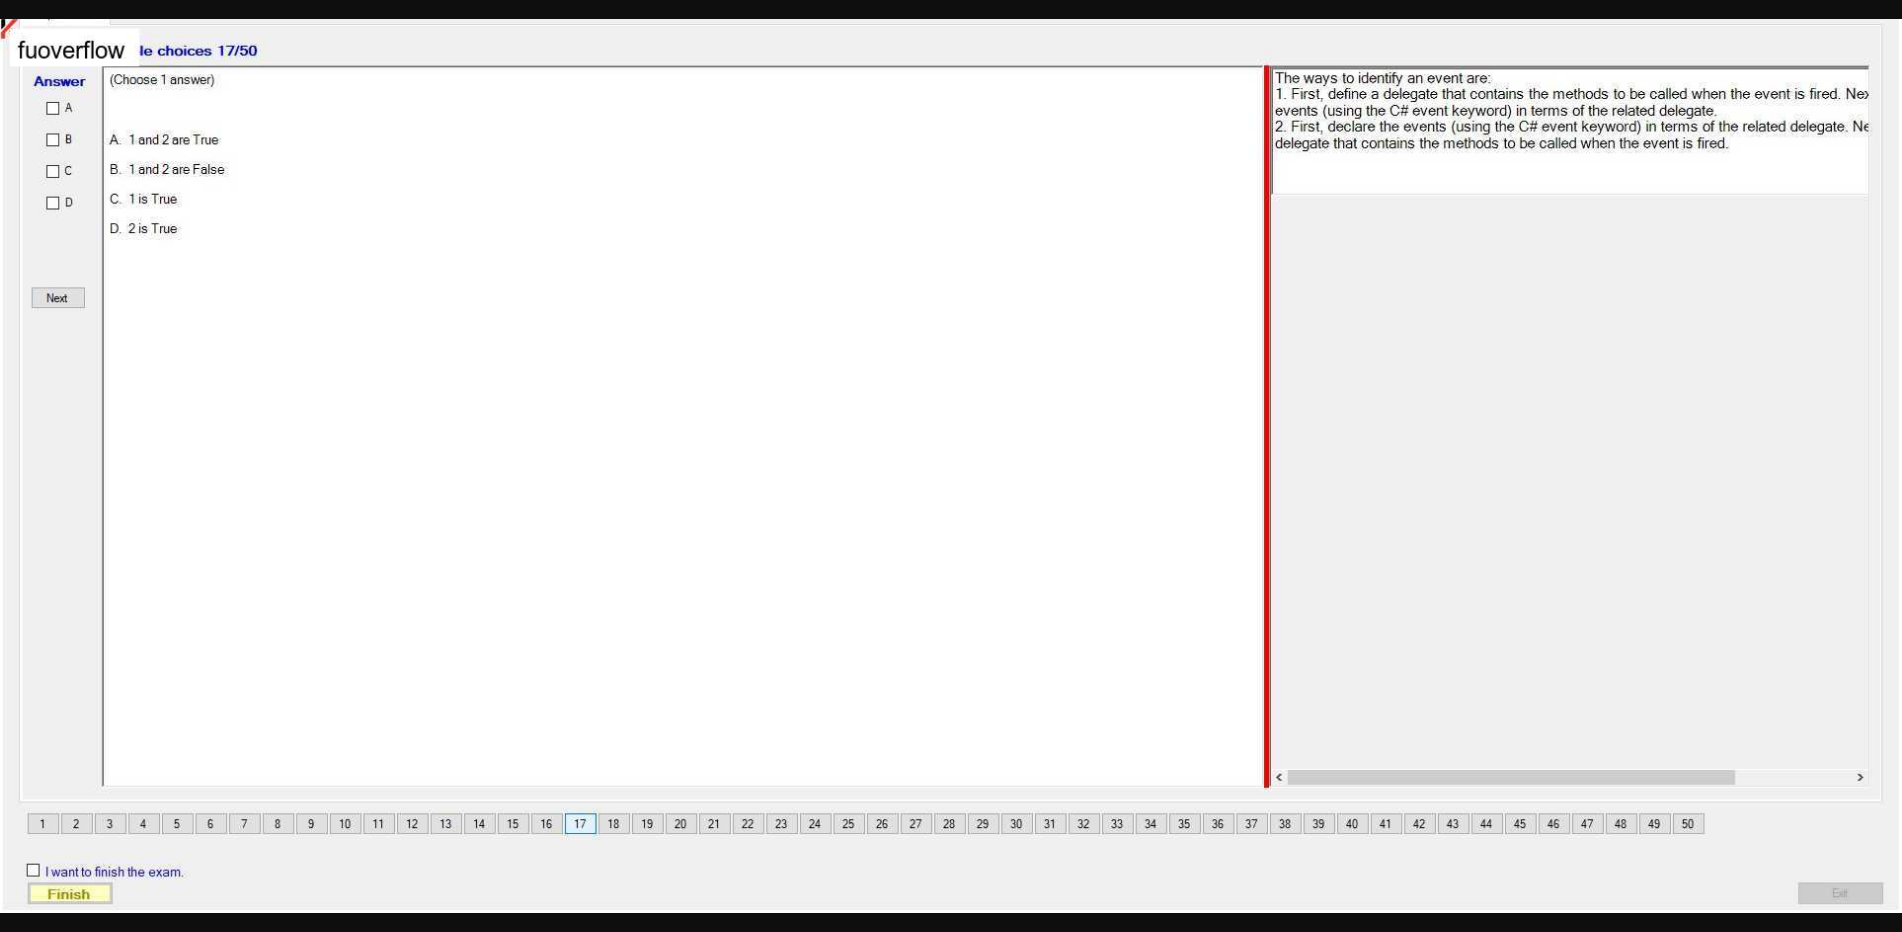 fuoverflow
le choices 17/50
Answer
A
B
C
D
Next
(Choose 1 answer)
A. 1 and 2 are True
B. 1 and 2 are False
C. 1 is True
D. 2 is True
The ways to identify an event are:
1. First, define a delegate that contains the methods to be called when the event is fired. Nex
events (using the C# event keyword) in terms of the related delegate.
2. First, declare the events (using the C# event keyword) in terms of the related delegate. Ne
delegate that contains the methods to be called when the event is fired.
1 2 3 4 5 6 7 8 9 10 11 12 13 14 15 16 17 18 19 20 21 22 23 24 25 26 27 28 29 30 31 32 33 34 35 36 37 38 39 40 41 42 43 44 45 46 47 48 49 50
I want to finish the exam.
Finish
Exit